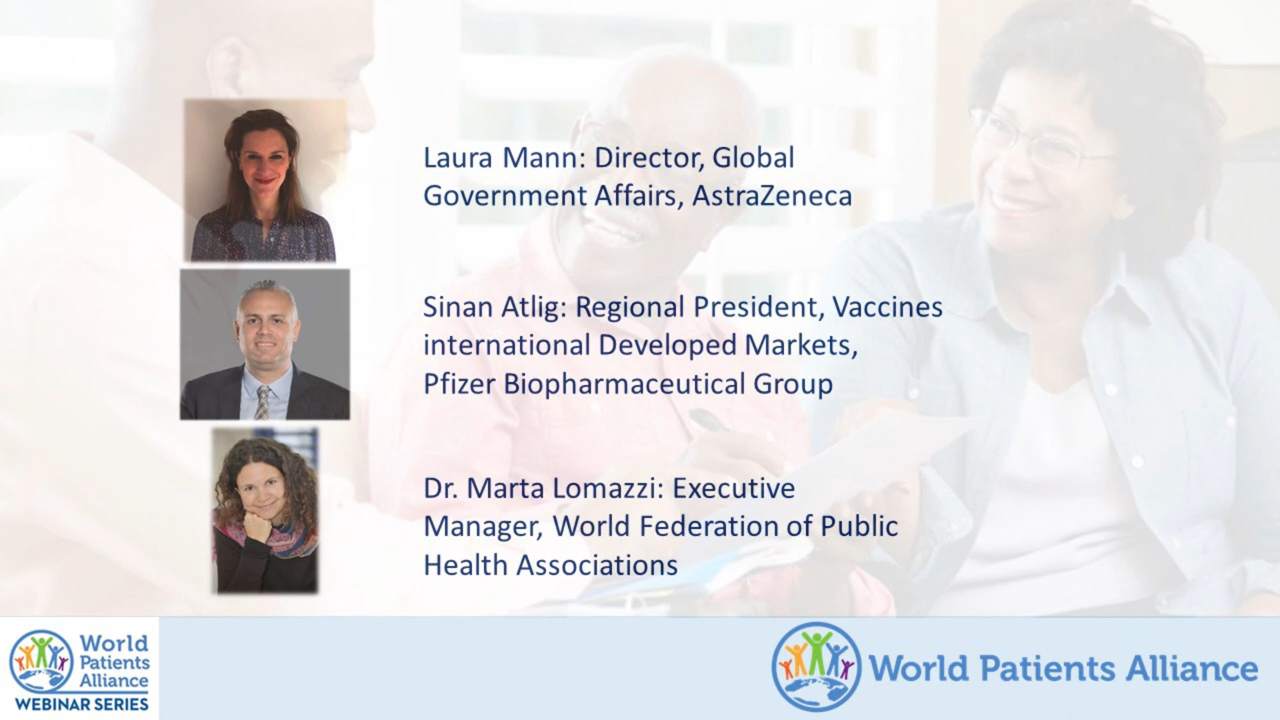 Laura Mann: Director, Global
Government Affairs, AstraZeneca
Sinan Atlig: Regional President, Vaccines
international Developed Markets,
Pfizer Biopharmaceutical Group
Dr. Marta Lomazzi: Executive
Manager, World Federation of Public
Health Associations
World
Patients
Alliance
WEBINAR SERIES
World Patients Alliance